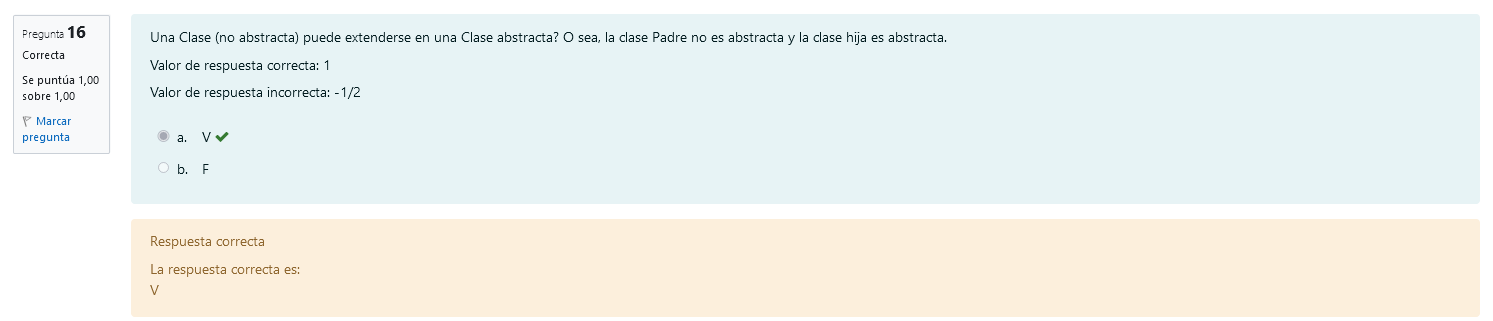 Pregunta 16
Correcta
Se puntúa 1,00
sobre 1,00
Marcar
pregunta
Una Clase (no abstracta) puede extenderse en una Clase abstracta? O sea, la clase Padre no es abstracta y la clase hija es abstracta.
Valor de respuesta correcta: 1
Valor de respuesta incorrecta: -1/2
a. V
b. F
Respuesta correcta
La respuesta correcta es:
V